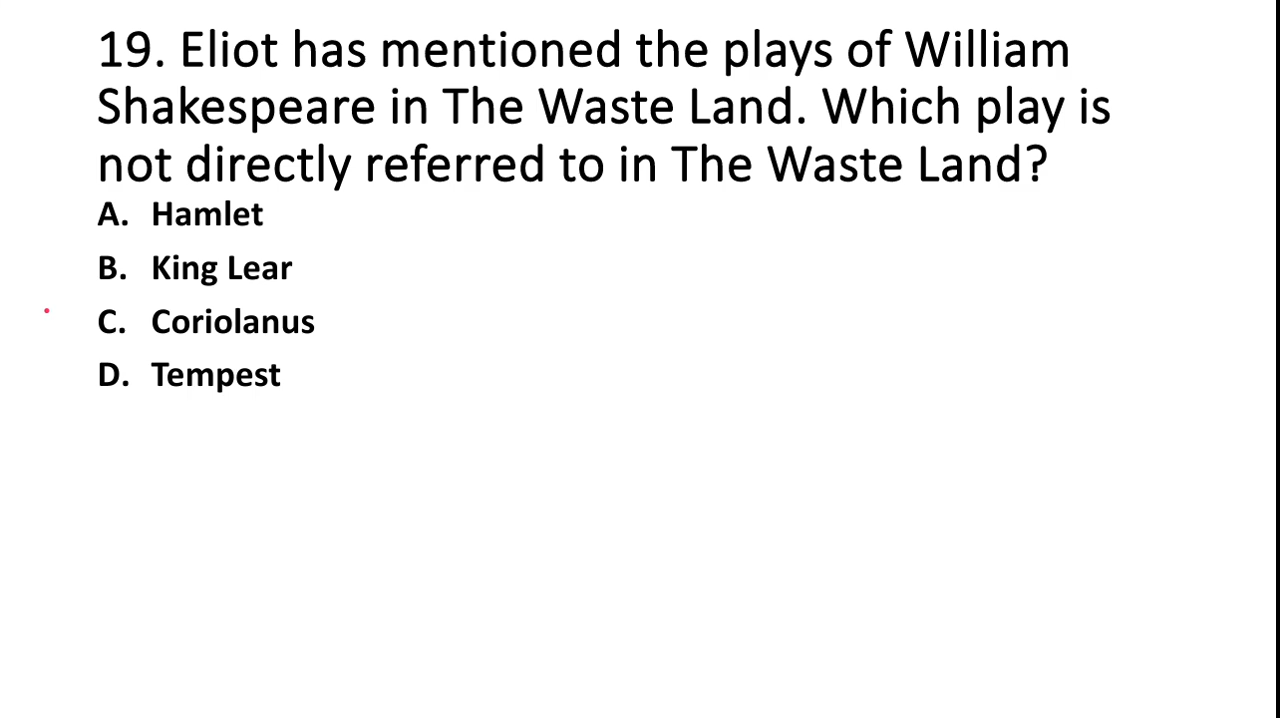 19. Eliot has mentioned the plays of William
Shakespeare in The Waste Land. Which play is
not directly referred to in The Waste Land?
A. Hamlet
B. King Lear
C. Coriolanus
D. Tempest